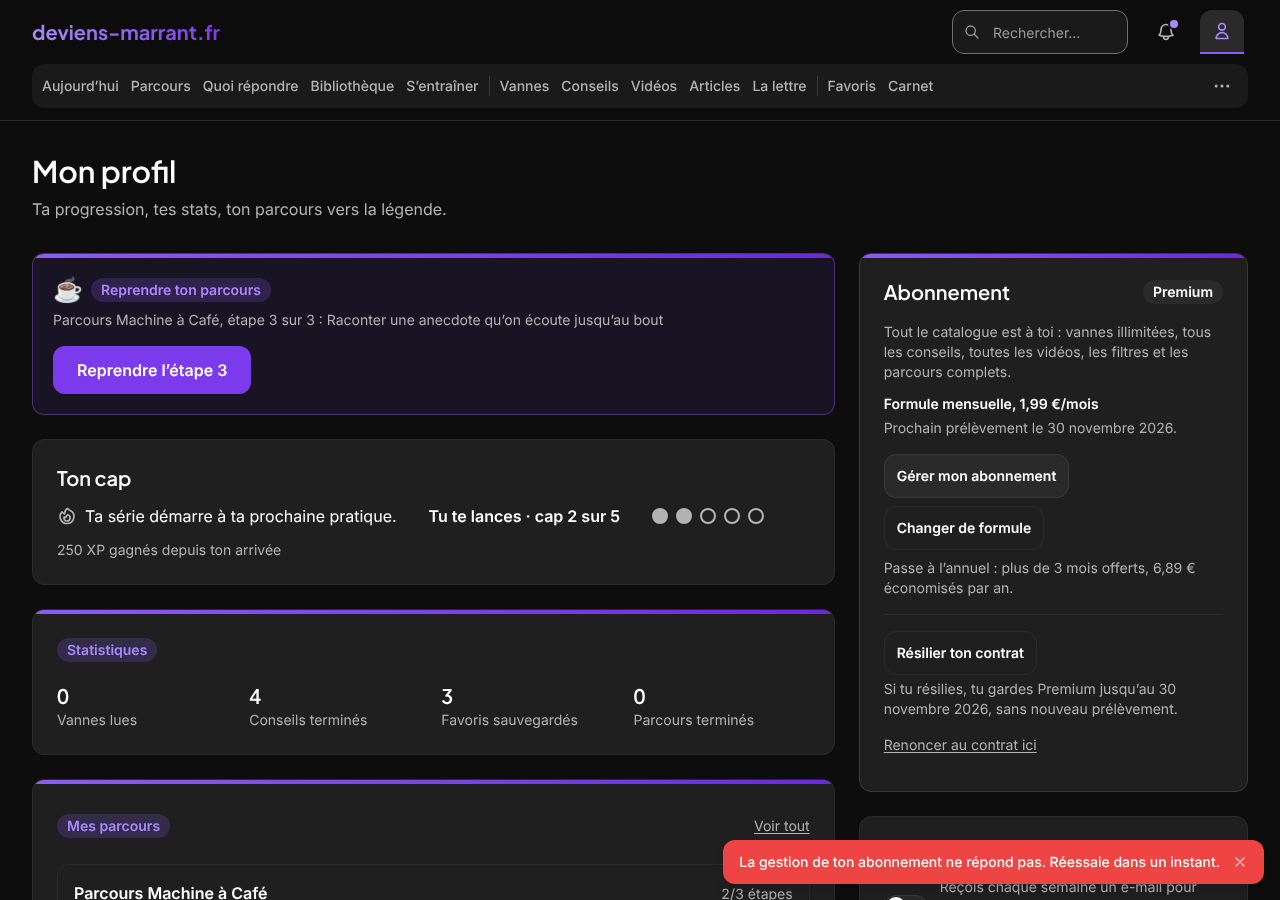 deviens-marrant.fr
Rechercher...
Aujourd’hui Parcours Quoi répondre Bibliothèque S’entraîner Vannes Conseils Vidéos Articles La lettre Favoris Carnet
Mon profil
Ta progression, tes stats, ton parcours vers la légende.
Reprendre ton parcours
Parcours Machine à Café, étape 3 sur 3 : Raconter une anecdote qu’on écoute jusqu’au bout
Reprendre l’étape 3
Ton cap
Ta série démarre à ta prochaine pratique. Tu te lances · cap 2 sur 5
250 XP gagnés depuis ton arrivée
Statistiques
0 4 3 0
Vannes lues Conseils terminés Favoris sauvegardés Parcours terminés
Mes parcours Voir tout
Parcours Machine à Café 2/3 étapes
Abonnement Premium
Tout le catalogue est à toi : vannes illimitées, tous
les conseils, toutes les vidéos, les filtres et les
parcours complets.
Formule mensuelle, 1,99 €/mois
Prochain prélèvement le 30 novembre 2026.
Gérer mon abonnement
Changer de formule
Passe à l’annuel : plus de 3 mois offerts, 6,89 €
économisés par an.
Résilier ton contrat
Si tu résilies, tu gardes Premium jusqu’au 30
novembre 2026, sans nouveau prélèvement.
Renoncer au contrat ici
La gestion de ton abonnement ne répond pas. Réessaie dans un instant.
Reçois chaque semaine un e-mail pour